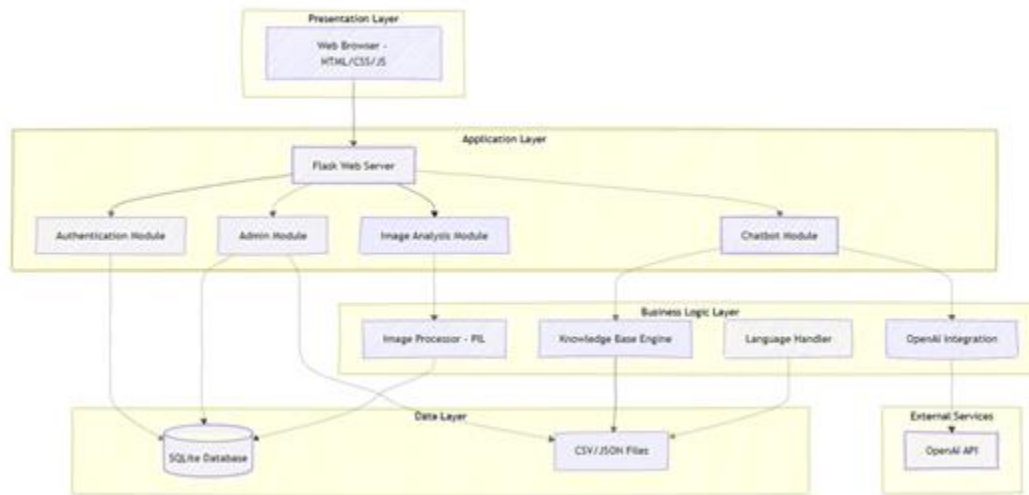 Presentation Layer
Web Browser -
HTML/CSS/JS
Application Layer
Flask Web Server
Authentication Module
Admin Module
Image Analysis Module
Chatbot Module
Business Logic Layer
Image Processor - PIL
Knowledge Base Engine
Language Handler
OpenAI Integration
Data Layer
External Services
SQLite Database
CSV/JSON Files
OpenAI API